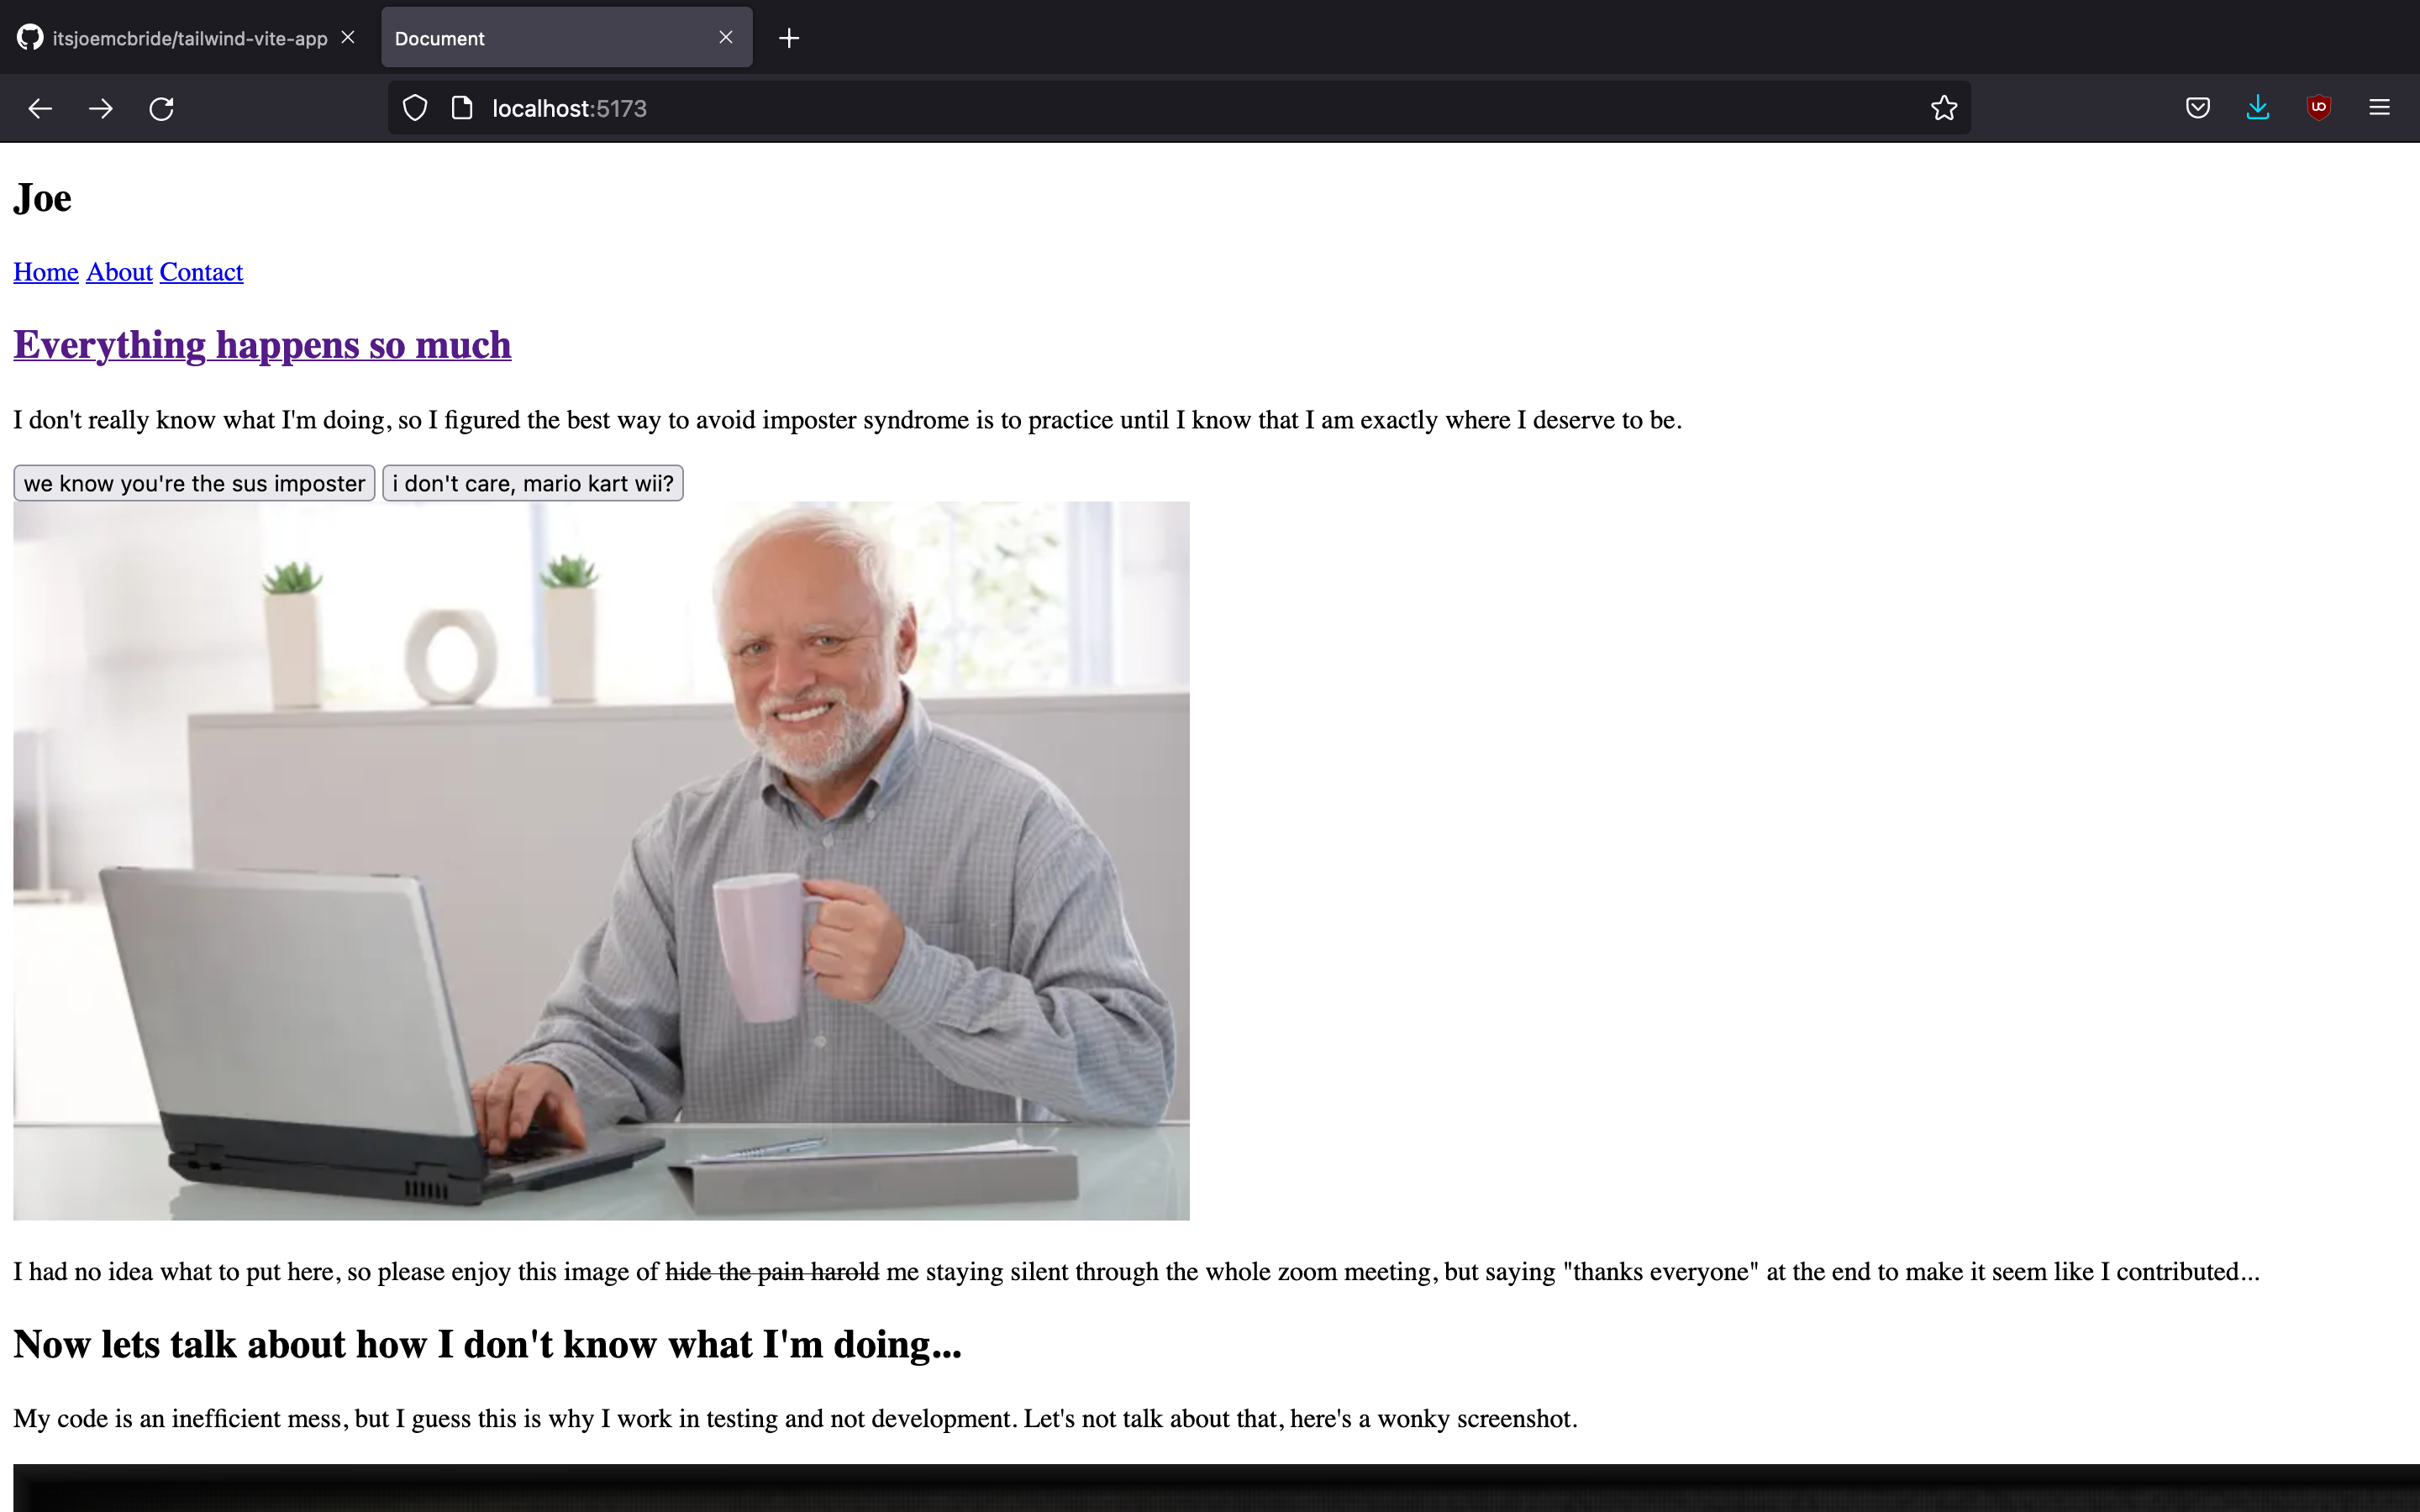 itsjoemcbride/tailwind-vite-app
Document
localhost:5173
Joe
Home About Contact
Everything happens so much
I don't really know what I'm doing, so I figured the best way to avoid imposter syndrome is to practice until I know that I am exactly where I deserve to be.
we know you're the sus imposter i don't care, mario kart wii?
I had no idea what to put here, so please enjoy this image of hide the pain harold me staying silent through the whole zoom meeting, but saying "thanks everyone" at the end to make it seem like I contributed...
Now lets talk about how I don't know what I'm doing...
My code is an inefficient mess, but I guess this is why I work in testing and not development. Let's not talk about that, here's a wonky screenshot.